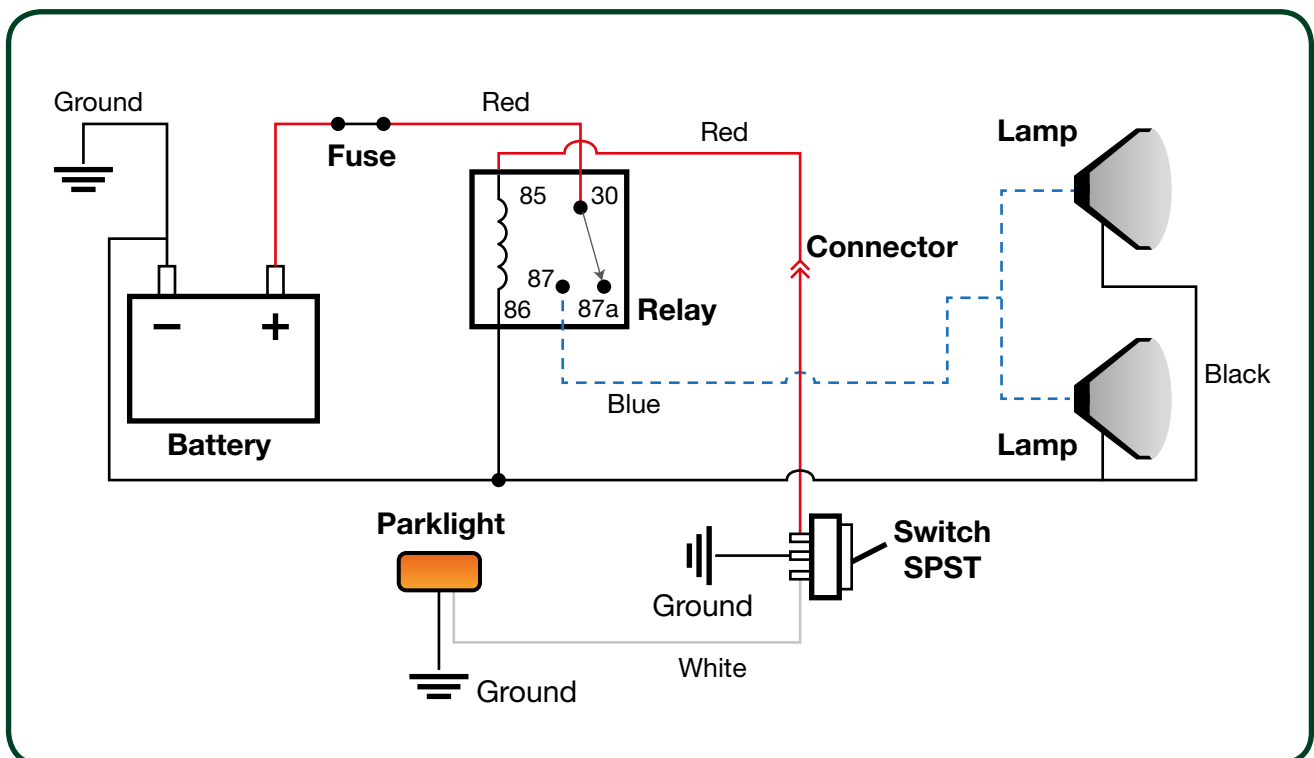 Ground
Red
Red
Fuse
Lamp
85
30
Connector
87
86
87a
Relay
–
+
Battery
Blue
Lamp
Black
Parklight
Switch
SPST
Ground
White
Ground